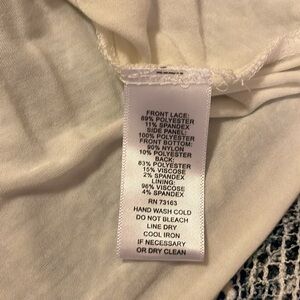 FRONT LACE:
89% POLYESTER
11% SPANDEX
SIDE PANEL:
100% POLYESTER
FRONT BOTTOM:
90% NYLON
10% POLYESTER
BACK:
83% POLYESTER
15% VISCOSE
2% SPANDEX
LINING:
96% VISCOSE
4% SPANDEX
RN 73163
HAND WASH COLD
DO NOT BLEACH
LINE DRY
COOL IRON
IF NECESSARY
OR DRY CLEAN